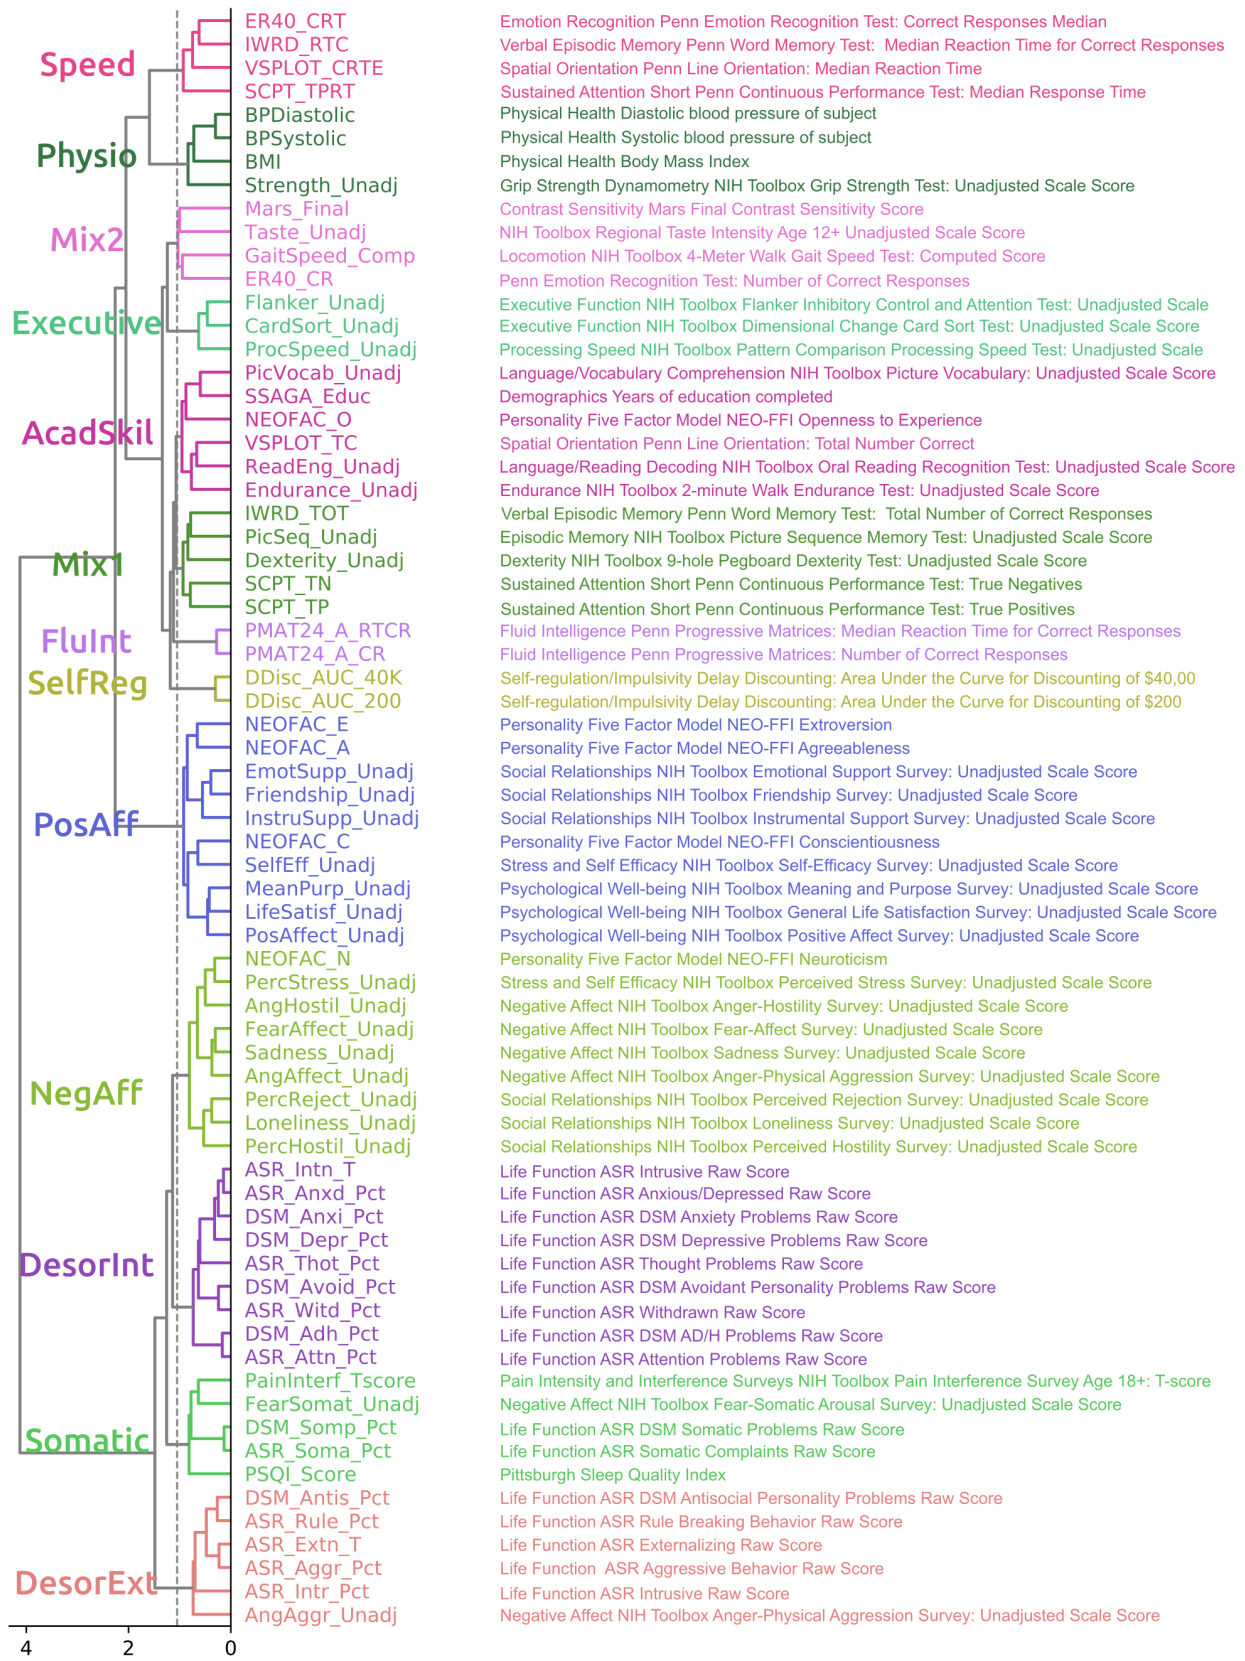 Speed
ER40_CRT Emotion Recognition Penn Emotion Recognition Test: Correct Responses Median
IWRD_RTC Verbal Episodic Memory Penn Word Memory Test:  Median Reaction Time for Correct Responses
VSPLOT_CRTE Spatial Orientation Penn Line Orientation: Median Reaction Time
SCPT_TPRT Sustained Attention Short Penn Continuous Performance Test: Median Response Time
Physio
BPDiastolic Physical Health Diastolic blood pressure of subject
BPSystolic Physical Health Systolic blood pressure of subject
BMI Physical Health Body Mass Index
Strength_Unadj Grip Strength Dynamometry NIH Toolbox Grip Strength Test: Unadjusted Scale Score
Mix2
Mars_Final Contrast Sensitivity Mars Final Contrast Sensitivity Score
Taste_Unadj NIH Toolbox Regional Taste Intensity Age 12+ Unadjusted Scale Score
GaitSpeed_Comp Locomotion NIH Toolbox 4-Meter Walk Gait Speed Test: Computed Score
ER40_CR Penn Emotion Recognition Test: Number of Correct Responses
Executive
Flanker_Unadj Executive Function NIH Toolbox Flanker Inhibitory Control and Attention Test: Unadjusted Scale
CardSort_Unadj Executive Function NIH Toolbox Dimensional Change Card Sort Test: Unadjusted Scale Score
ProcSpeed_Unadj Processing Speed NIH Toolbox Pattern Comparison Processing Speed Test: Unadjusted Scale
AcadSkil
PicVocab_Unadj Language/Vocabulary Comprehension NIH Toolbox Picture Vocabulary: Unadjusted Scale Score
SSAGA_Educ Demographics Years of education completed
NEOFAC_O Personality Five Factor Model NEO-FFI Openness to Experience
VSPLOT_TC Spatial Orientation Penn Line Orientation: Total Number Correct
ReadEng_Unadj Language/Reading Decoding NIH Toolbox Oral Reading Recognition Test: Unadjusted Scale Score
Endurance_Unadj Endurance NIH Toolbox 2-minute Walk Endurance Test: Unadjusted Scale Score
Mix1
IWRD_TOT Verbal Episodic Memory Penn Word Memory Test:  Total Number of Correct Responses
PicSeq_Unadj Episodic Memory NIH Toolbox Picture Sequence Memory Test: Unadjusted Scale Score
Dexterity_Unadj Dexterity NIH Toolbox 9-hole Pegboard Dexterity Test: Unadjusted Scale Score
SCPT_TN Sustained Attention Short Penn Continuous Performance Test: True Negatives
SCPT_TP Sustained Attention Short Penn Continuous Performance Test: True Positives
FluInt
PMAT24_A_RTCR Fluid Intelligence Penn Progressive Matrices: Median Reaction Time for Correct Responses
PMAT24_A_CR Fluid Intelligence Penn Progressive Matrices: Number of Correct Responses
SelfReg
DDisc_AUC_40K Self-regulation/Impulsivity Delay Discounting: Area Under the Curve for Discounting of $40,00
DDisc_AUC_200 Self-regulation/Impulsivity Delay Discounting: Area Under the Curve for Discounting of $200
PosAff
NEOFAC_E Personality Five Factor Model NEO-FFI Extroversion
NEOFAC_A Personality Five Factor Model NEO-FFI Agreeableness
EmotSupp_Unadj Social Relationships NIH Toolbox Emotional Support Survey: Unadjusted Scale Score
Friendship_Unadj Social Relationships NIH Toolbox Friendship Survey: Unadjusted Scale Score
InstruSupp_Unadj Social Relationships NIH Toolbox Instrumental Support Survey: Unadjusted Scale Score
NEOFAC_C Personality Five Factor Model NEO-FFI Conscientiousness
SelfEff_Unadj Stress and Self Efficacy NIH Toolbox Self-Efficacy Survey: Unadjusted Scale Score
MeanPurp_Unadj Psychological Well-being NIH Toolbox Meaning and Purpose Survey: Unadjusted Scale Score
LifeSatisf_Unadj Psychological Well-being NIH Toolbox General Life Satisfaction Survey: Unadjusted Scale Score
PosAffect_Unadj Psychological Well-being NIH Toolbox Positive Affect Survey: Unadjusted Scale Score
NegAff
NEOFAC_N Personality Five Factor Model NEO-FFI Neuroticism
PercStress_Unadj Stress and Self Efficacy NIH Toolbox Perceived Stress Survey: Unadjusted Scale Score
AngHostil_Unadj Negative Affect NIH Toolbox Anger-Hostility Survey: Unadjusted Scale Score
FearAffect_Unadj Negative Affect NIH Toolbox Fear-Affect Survey: Unadjusted Scale Score
Sadness_Unadj Negative Affect NIH Toolbox Sadness Survey: Unadjusted Scale Score
AngAffect_Unadj Negative Affect NIH Toolbox Anger-Physical Aggression Survey: Unadjusted Scale Score
PercReject_Unadj Social Relationships NIH Toolbox Perceived Rejection Survey: Unadjusted Scale Score
Loneliness_Unadj Social Relationships NIH Toolbox Loneliness Survey: Unadjusted Scale Score
PercHostil_Unadj Social Relationships NIH Toolbox Perceived Hostility Survey: Unadjusted Scale Score
DesorInt
ASR_Intn_T Life Function ASR Intrusive Raw Score
ASR_Anxd_Pct Life Function ASR Anxious/Depressed Raw Score
DSM_Anxi_Pct Life Function ASR DSM Anxiety Problems Raw Score
DSM_Depr_Pct Life Function ASR DSM Depressive Problems Raw Score
ASR_Thot_Pct Life Function ASR Thought Problems Raw Score
DSM_Avoid_Pct Life Function ASR DSM Avoidant Personality Problems Raw Score
ASR_Witd_Pct Life Function ASR Withdrawn Raw Score
DSM_Adh_Pct Life Function ASR DSM AD/H Problems Raw Score
ASR_Attn_Pct Life Function ASR Attention Problems Raw Score
Somatic
PainInterf_Tscore Pain Intensity and Interference Surveys NIH Toolbox Pain Interference Survey Age 18+: T-score
FearSomat_Unadj Negative Affect NIH Toolbox Fear-Somatic Arousal Survey: Unadjusted Scale Score
DSM_Somp_Pct Life Function ASR DSM Somatic Problems Raw Score
ASR_Soma_Pct Life Function ASR Somatic Complaints Raw Score
PSQI_Score Pittsburgh Sleep Quality Index
DesorExt
DSM_Antis_Pct Life Function ASR DSM Antisocial Personality Problems Raw Score
ASR_Rule_Pct Life Function ASR Rule Breaking Behavior Raw Score
ASR_Extn_T Life Function ASR Externalizing Raw Score
ASR_Aggr_Pct Life Function  ASR Aggressive Behavior Raw Score
ASR_Intr_Pct Life Function ASR Intrusive Raw Score
AngAggr_Unadj Negative Affect NIH Toolbox Anger-Physical Aggression Survey: Unadjusted Scale Score
4 2 0